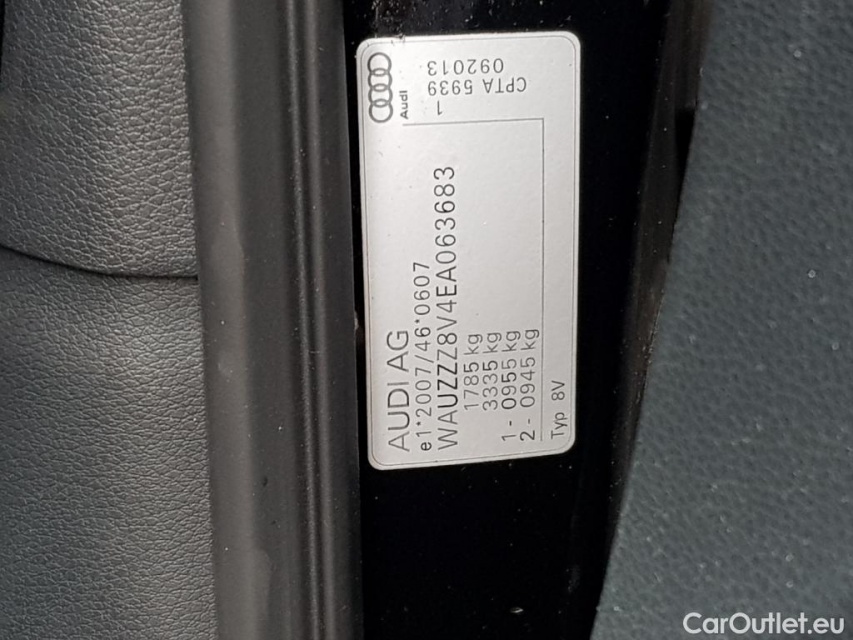 AUDI AG
e1*2007/46*0607
WAUZZZ8V4EA063683
1785 kg
3335 kg
1 - 0955 kg
2 - 0945 kg
Typ 8V
Audi
1
CPTA 5939
092013
CarOutlet.eu